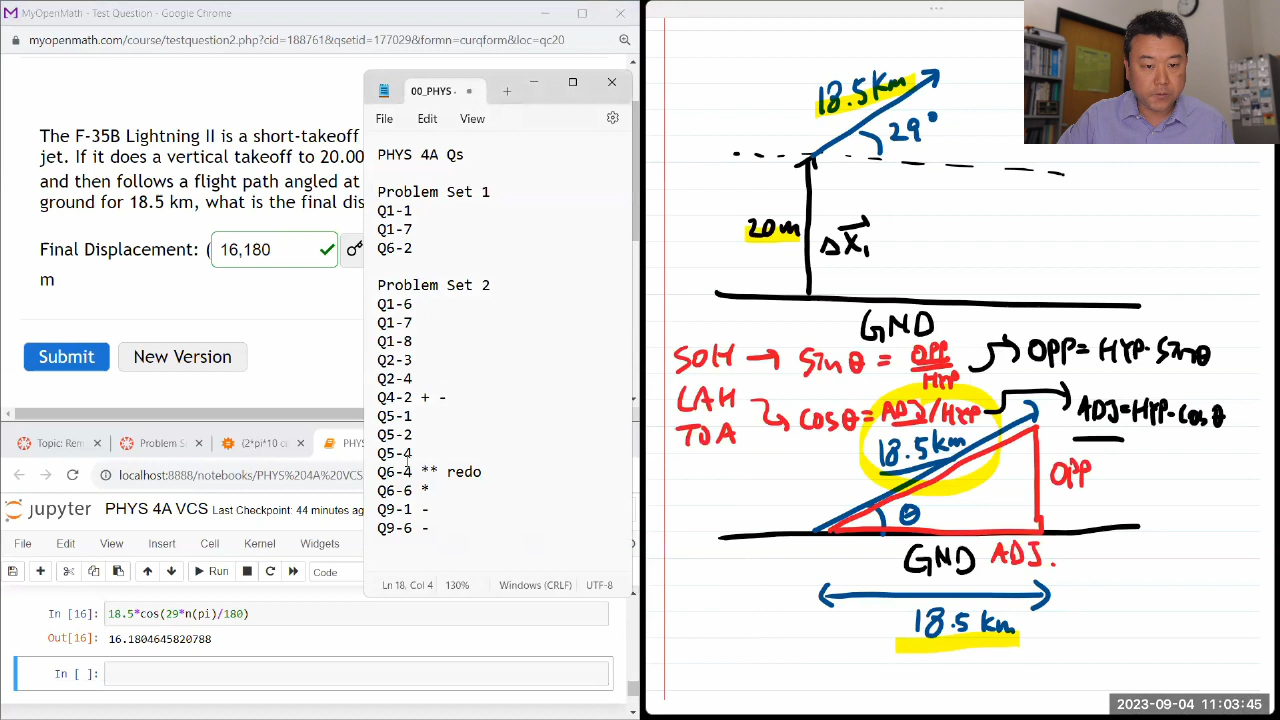 MyOpenMath - Test Question - Google Chrome
myopenmath.com/course/testquestion2.php?cid=188761&qsetid=177029&formn=curqform&loc=qc20
The F-35B Lightning II is a short-takeoff
jet. If it does a vertical takeoff to 20.00
and then follows a flight path angled at
ground for 18.5 km, what is the final dis
Final Displacement: ( 16,180
m
Submit
New Version
00_PHYS
File Edit View
PHYS 4A Qs
Problem Set 1
Q1-1
Q1-7
Q6-2
Problem Set 2
Q1-6
Q1-7
Q1-8
Q2-3
Q2-4
Q4-2 + -
Q5-1
Q5-2
Q5-4
Q6-4 ** redo
Q6-6 *
Q9-1 -
Q9-6 -
Ln 18, Col 4 130% Windows (CRLF) UTF-8
Topic: Rem
Problem S
(2*pi*10 c
PHYS
localhost:8888/notebooks/PHYS%204A%20VCS
jupyter PHYS 4A VCS Last Checkpoint: 44 minutes ago
File Edit View Insert Cell Kernel Widgets
Run Code
In [16]: 18.5*cos(29*n(pi)/180)
Out[16]: 16.1804645820788
In [ ]:
18.5 km
29°
20 m
ΔX₁
GND
SOH → sin θ = OPP/HYP
OPP = HYP·sin θ
CAH
cos θ = ADJ/HYP
ADJ = HYP·cos θ
TOA
18.5 km
OPP
θ
GND
ADJ.
18.5 km
2023-09-04 11:03:45